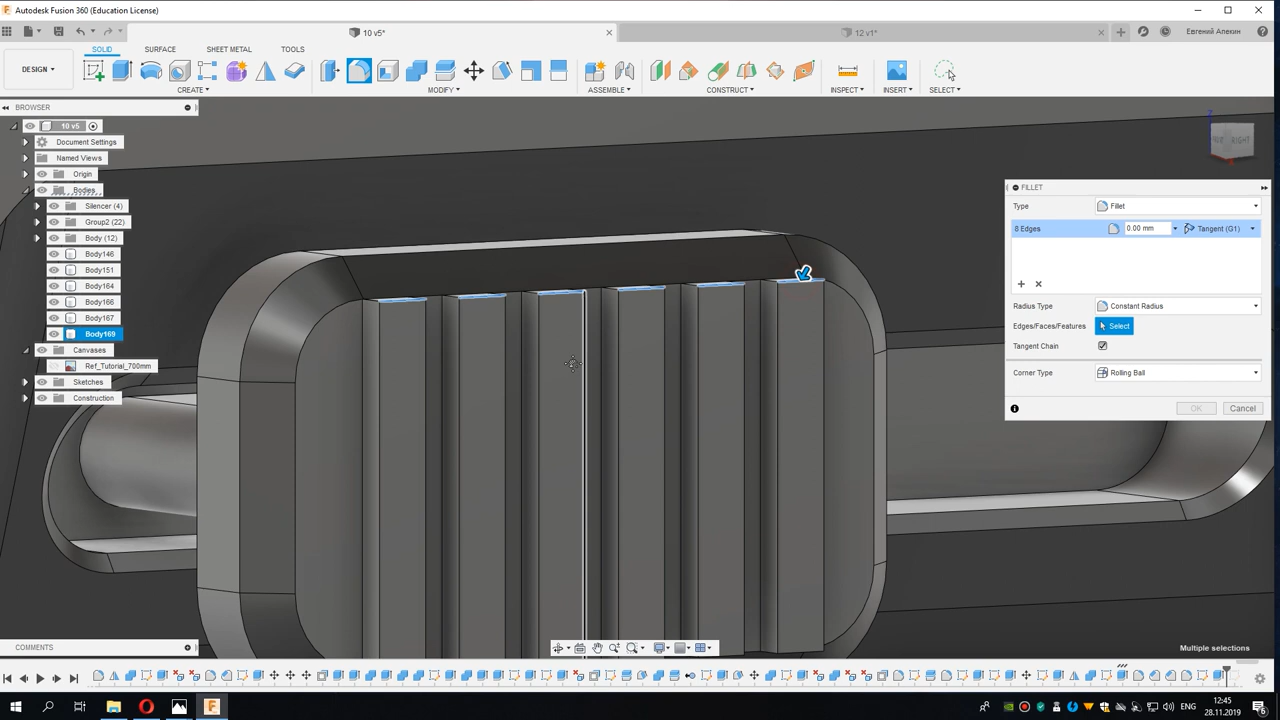 Autodesk Fusion 360 (Education License)
10 v5*
12 v1*
Евгений Апекин
DESIGN
SOLID
SURFACE
SHEET METAL
TOOLS
CREATE
MODIFY
ASSEMBLE
CONSTRUCT
INSPECT
INSERT
SELECT
BROWSER
10 v5
Document Settings
Named Views
Origin
Bodies
Silencer (4)
Group2 (22)
Body (12)
Body146
Body151
Body164
Body166
Body167
Body169
Canvases
Ref_Tutorial_700mm
Sketches
Construction
Z
RIGHT
FILLET
Type
Fillet
8 Edges
0.00 mm
Tangent (G1)
Radius Type
Constant Radius
Edges/Faces/Features
Select
Tangent Chain
Corner Type
Rolling Ball
OK
Cancel
COMMENTS
Multiple selections
ENG
12:45
28.11.2019